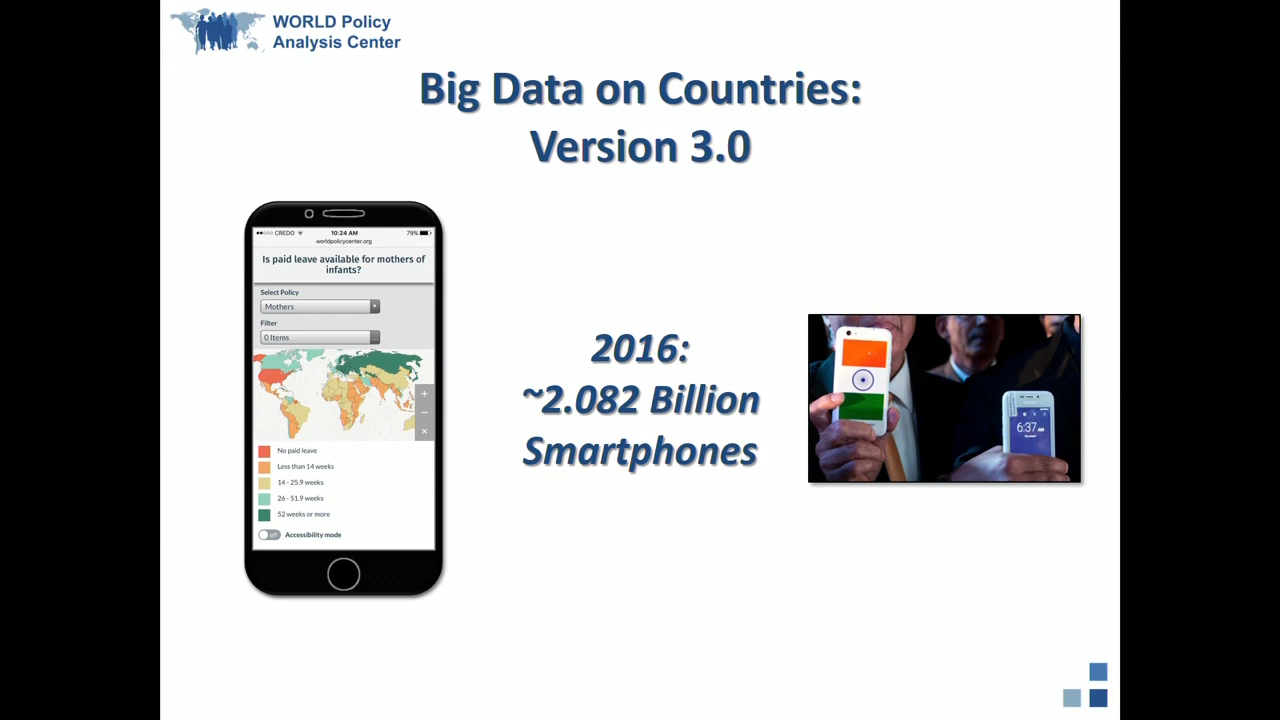 WORLD Policy
Analysis Center
Big Data on Countries:
Version 3.0
CREDO
10:24 AM
79%
worldpolicycenter.org
Is paid leave available for mothers of
infants?
Select Policy
Mothers
Filter
0 Items
...
+
−
×
No paid leave
Less than 14 weeks
14 - 25.9 weeks
26 - 51.9 weeks
52 weeks or more
off
Accessibility mode
2016:
~2.082 Billion
Smartphones
6:37 AM